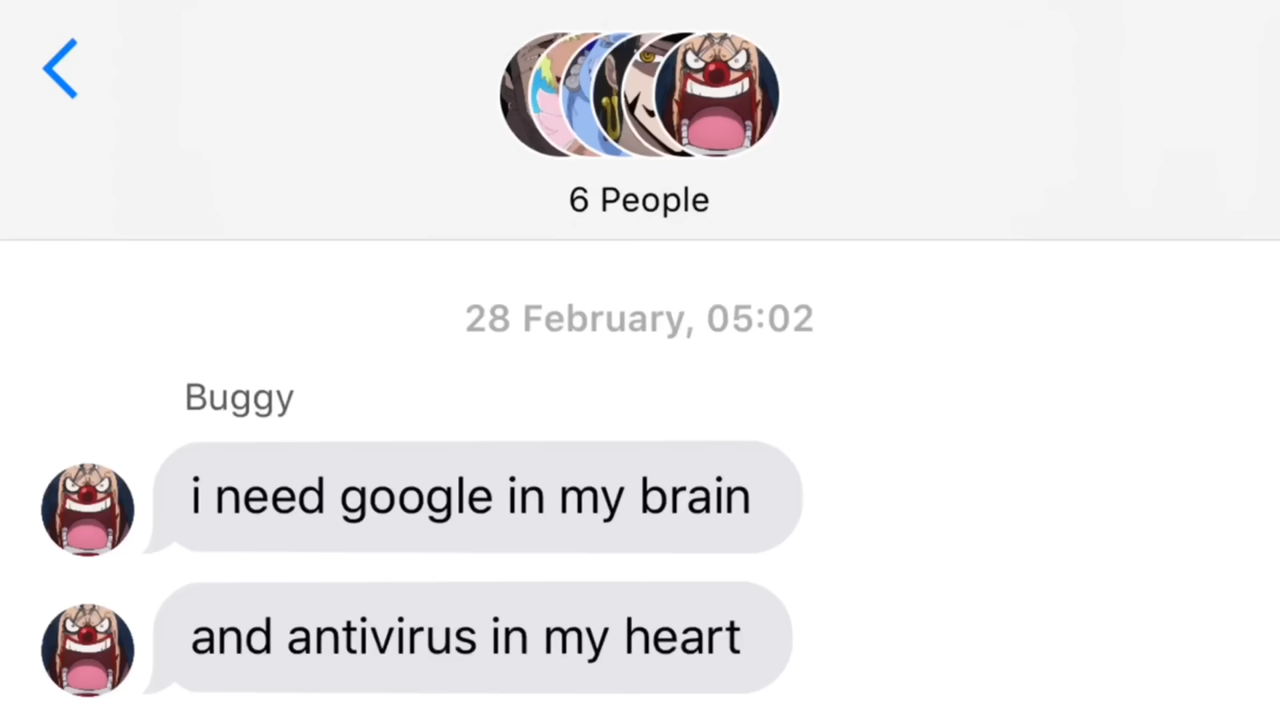 6 People
28 February, 05:02
Buggy
i need google in my brain
and antivirus in my heart